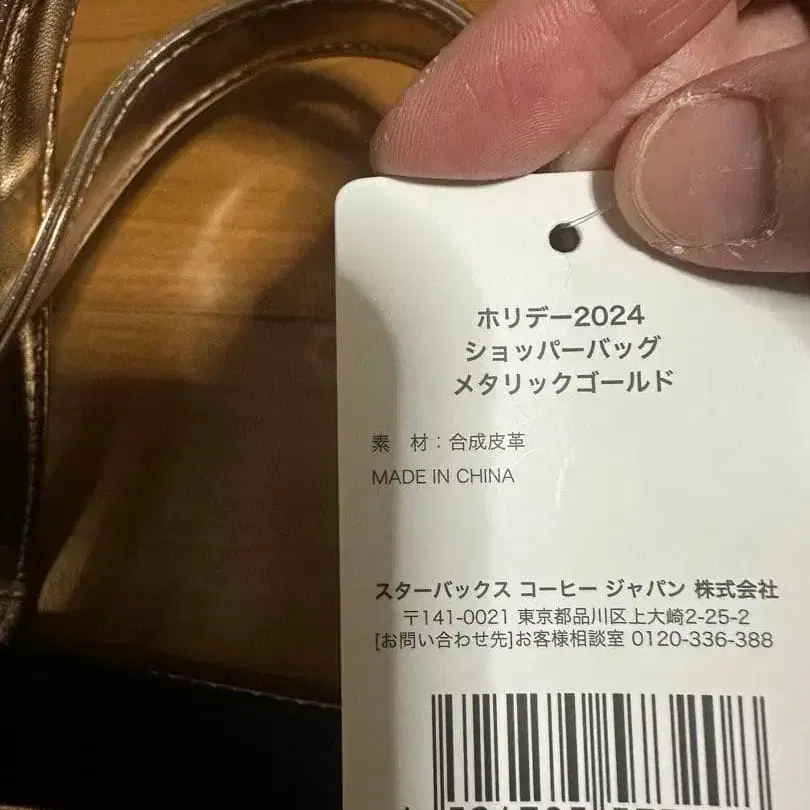 ホリデー2024
ショッパーバッグ
メタリックゴールド
素　材：合成皮革
MADE IN CHINA
スターバックス コーヒー ジャパン 株式会社
〒141-0021 東京都品川区上大崎2-25-2
[お問い合わせ先]お客様相談室 0120-336-388